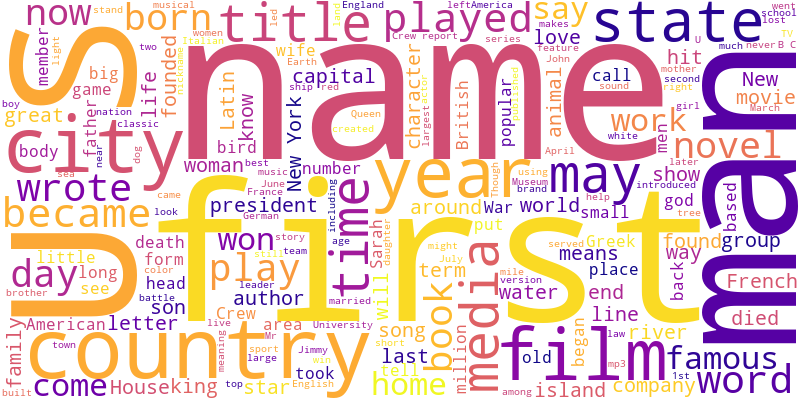 musical
England
leftAmerica
TV
went
now
stand
born
title
played
Crew report
series
makes
say
state
school
lost
member
women
Italian
nickname
land
red
love
feature
U
much
never
B
C
light
two
founded
wife
Earth
John
hit
mother
second
New
big
game
life
Latin
capital
character
actor
ship
red
call
sound
right
movie
March
boy
nation
great
classic
father
know
New York
Queen
created
largest
British
published
popular
animal
work
men
girl
S
name
man
city
near
dog
bird
number
white
April
novel
body
woman
best
music
year
Though
using
Museum
brand
may
later
show
introduced
sea
wrote
came
June
France
time
help
god
tree
based
became
look
president
German
including
around
War
world
small
found
group
u
first
death
form
won
story
team
age
Sarah
daughter
might
July
put
served
Greek
means
place
way
back
day
little
long
see
color
head
still
play
leader
term
media
water
end
French
brother
battle
son
author
married
will
book
mile
version
line
died
American
letter
Crew
area
University
song
river
family
town
country
live
meaning
Mr
sport
large
Jimmy
win
short
last
million
film
old
began
law
famous
come
Houseking
top
star
took
English
tell
home
mp3
1st
built
among
island
company
word